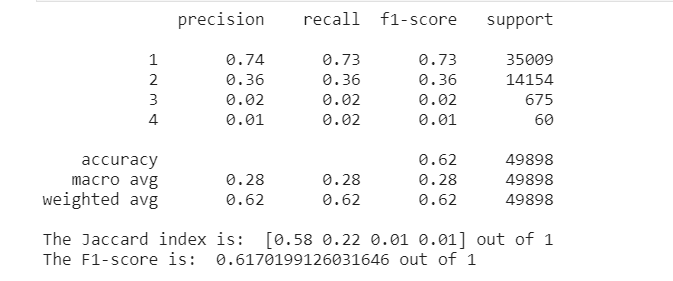 precision recall f1-score support
1 0.74 0.73 0.73 35009
2 0.36 0.36 0.36 14154
3 0.02 0.02 0.02 675
4 0.01 0.02 0.01 60
accuracy 0.62 49898
macro avg 0.28 0.28 0.28 49898
weighted avg 0.62 0.62 0.62 49898
The Jaccard index is: [0.58 0.22 0.01 0.01] out of 1
The F1-score is: 0.6170199126031646 out of 1